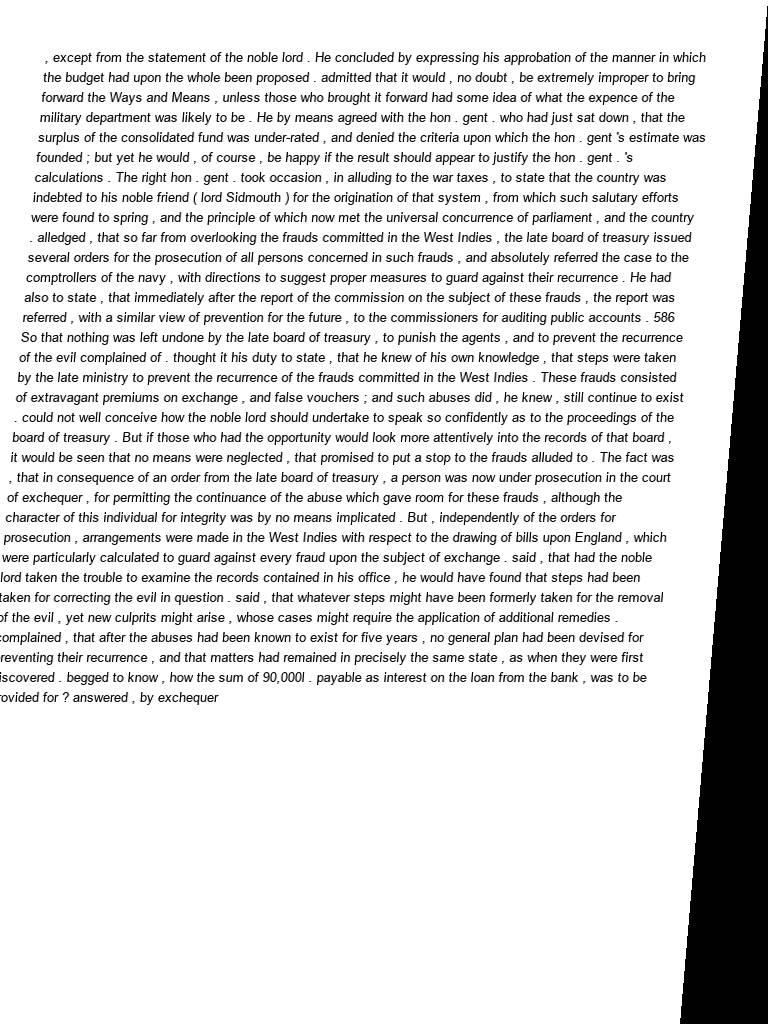 , except from the statement of the noble lord . He concluded by expressing his approbation of the manner in which
the budget had upon the whole been proposed . admitted that it would , no doubt , be extremely improper to bring
forward the Ways and Means , unless those who brought it forward had some idea of what the expence of the
military department was likely to be . He by means agreed with the hon . gent . who had just sat down , that the
surplus of the consolidated fund was under-rated , and denied the criteria upon which the hon . gent 's estimate was
founded ; but yet he would , of course , be happy if the result should appear to justify the hon . gent . 's
calculations . The right hon . gent . took occasion , in alluding to the war taxes , to state that the country was
indebted to his noble friend ( lord Sidmouth ) for the origination of that system , from which such salutary efforts
were found to spring , and the principle of which now met the universal concurrence of parliament , and the country
. alledged , that so far from overlooking the frauds committed in the West Indies , the late board of treasury issued
several orders for the prosecution of all persons concerned in such frauds , and absolutely referred the case to the
comptrollers of the navy , with directions to suggest proper measures to guard against their recurrence . He had
also to state , that immediately after the report of the commission on the subject of these frauds , the report was
referred , with a similar view of prevention for the future , to the commissioners for auditing public accounts . 586
So that nothing was left undone by the late board of treasury , to punish the agents , and to prevent the recurrence
of the evil complained of . thought it his duty to state , that he knew of his own knowledge , that steps were taken
by the late ministry to prevent the recurrence of the frauds committed in the West Indies . These frauds consisted
of extravagant premiums on exchange , and false vouchers ; and such abuses did , he knew , still continue to exist
. could not well conceive how the noble lord should undertake to speak so confidently as to the proceedings of the
board of treasury . But if those who had the opportunity would look more attentively into the records of that board ,
it would be seen that no means were neglected , that promised to put a stop to the frauds alluded to . The fact was
, that in consequence of an order from the late board of treasury , a person was now under prosecution in the court
of exchequer , for permitting the continuance of the abuse which gave room for these frauds , although the
character of this individual for integrity was by no means implicated . But , independently of the orders for
prosecution , arrangements were made in the West Indies with respect to the drawing of bills upon England , which
were particularly calculated to guard against every fraud upon the subject of exchange . said , that had the noble
lord taken the trouble to examine the records contained in his office , he would have found that steps had been
taken for correcting the evil in question . said , that whatever steps might have been formerly taken for the removal
of the evil , yet new culprits might arise , whose cases might require the application of additional remedies .
complained , that after the abuses had been known to exist for five years , no general plan had been devised for
reventing their recurrence , and that matters had remained in precisely the same state , as when they were first
iscovered . begged to know , how the sum of 90,000l . payable as interest on the loan from the bank , was to be
rovided for ? answered , by exchequer